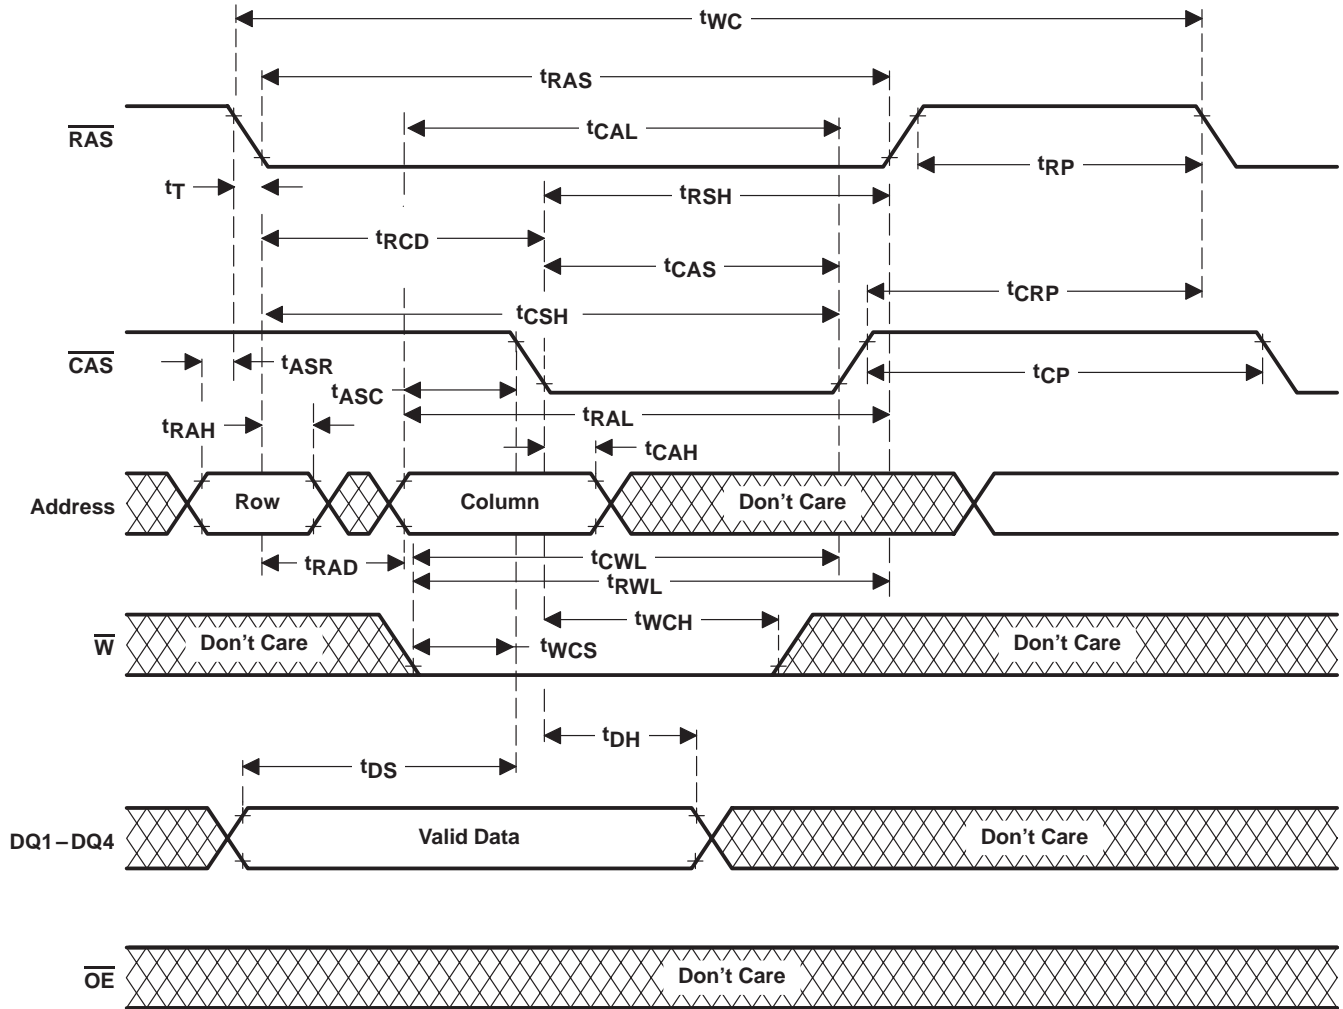 tWC
tRAS
RAS
tCAL
tRP
tT
tRSH
tRCD
tCAS
tCRP
tCSH
CAS
tASR
tCP
tASC
tRAL
tRAH
tCAH
Address
Row
Column
Don't Care
tCWL
tRAD
tRWL
tWCH
W
Don't Care
tWCS
Don't Care
tDH
tDS
DQ1–DQ4
Valid Data
Don't Care
OE
Don't Care